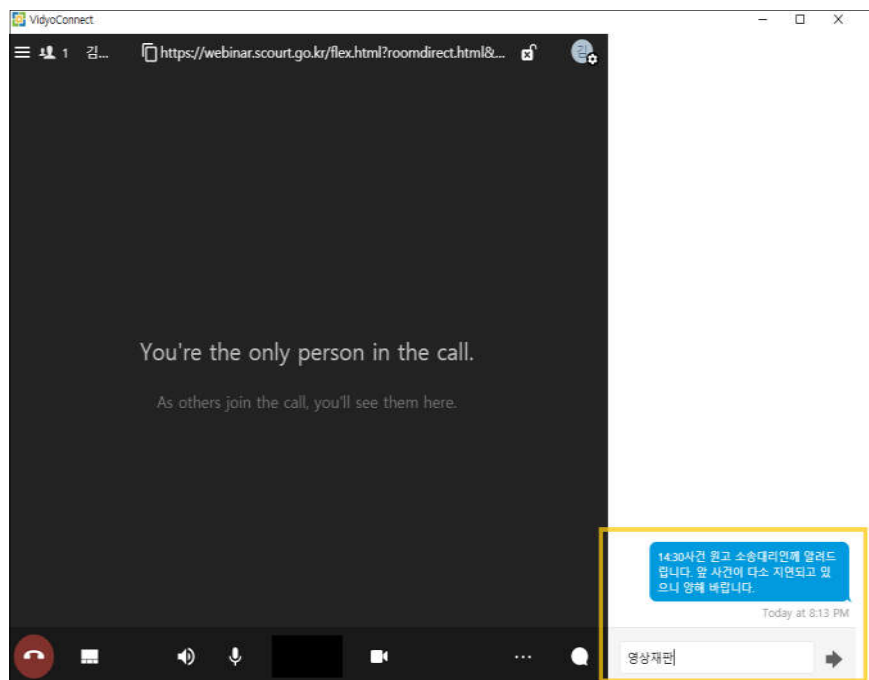 VidyoConnect
1 김... https://webinar.scourt.go.kr/flex.html?roomdirect.html&... 김
You're the only person in the call.
As others join the call, you'll see them here.
14:30사건 원고 소송대리인께 알려드
립니다. 앞 사건이 다소 지연되고 있
으니 양해 바랍니다.
Today at 8:13 PM
영상재판